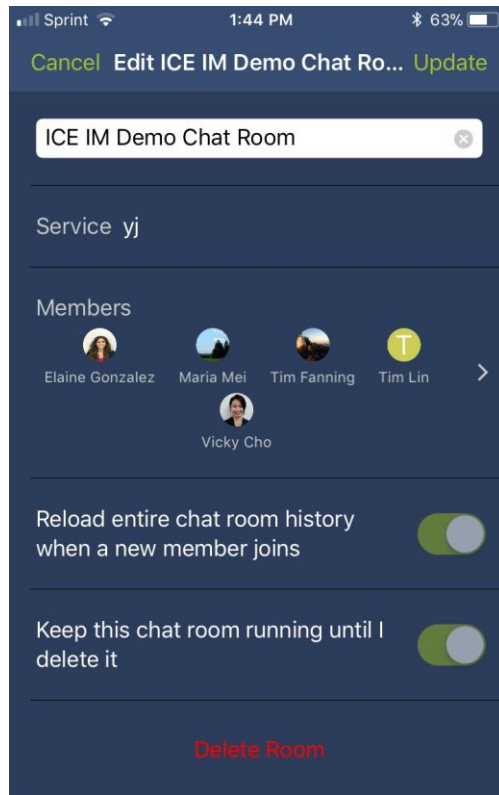 Sprint 1:44 PM 63%
Cancel Edit ICE IM Demo Chat Ro... Update
ICE IM Demo Chat Room
Service yj
Members
T
Elaine Gonzalez Maria Mei Tim Fanning Tim Lin
Vicky Cho
Reload entire chat room history
when a new member joins
Keep this chat room running until I
delete it
Delete Room